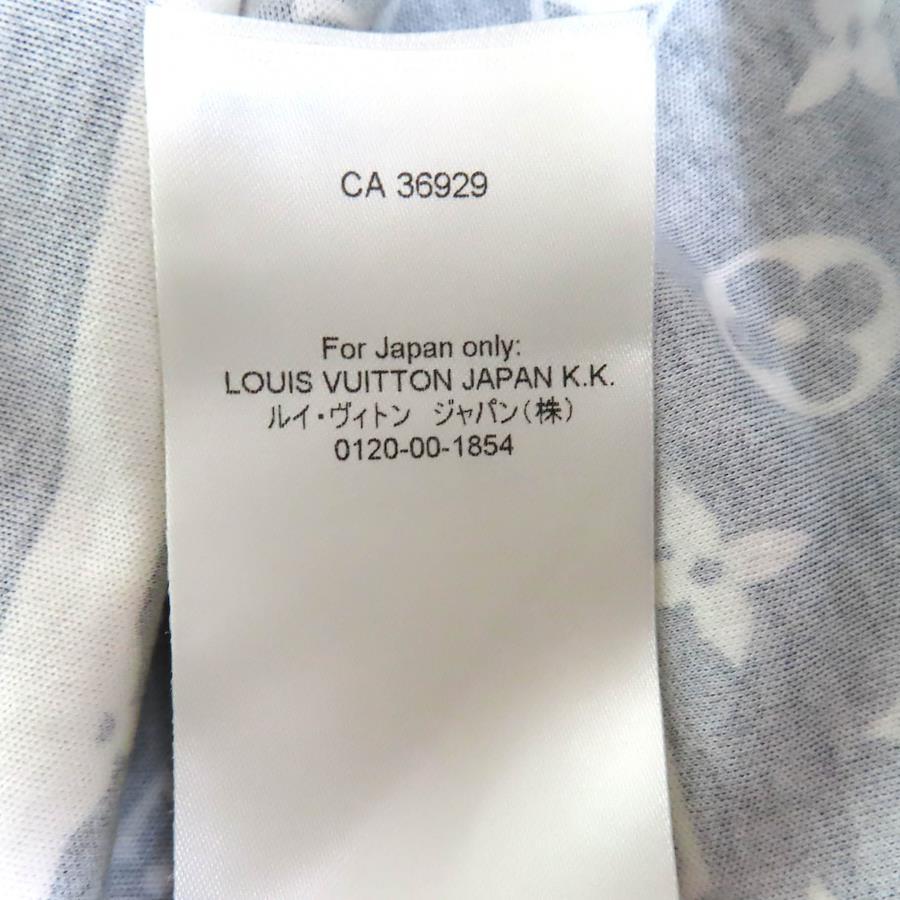 CA 36929
For Japan only:
LOUIS VUITTON JAPAN K.K.
ルイ・ヴィトン　ジャパン(株)
0120-00-1854